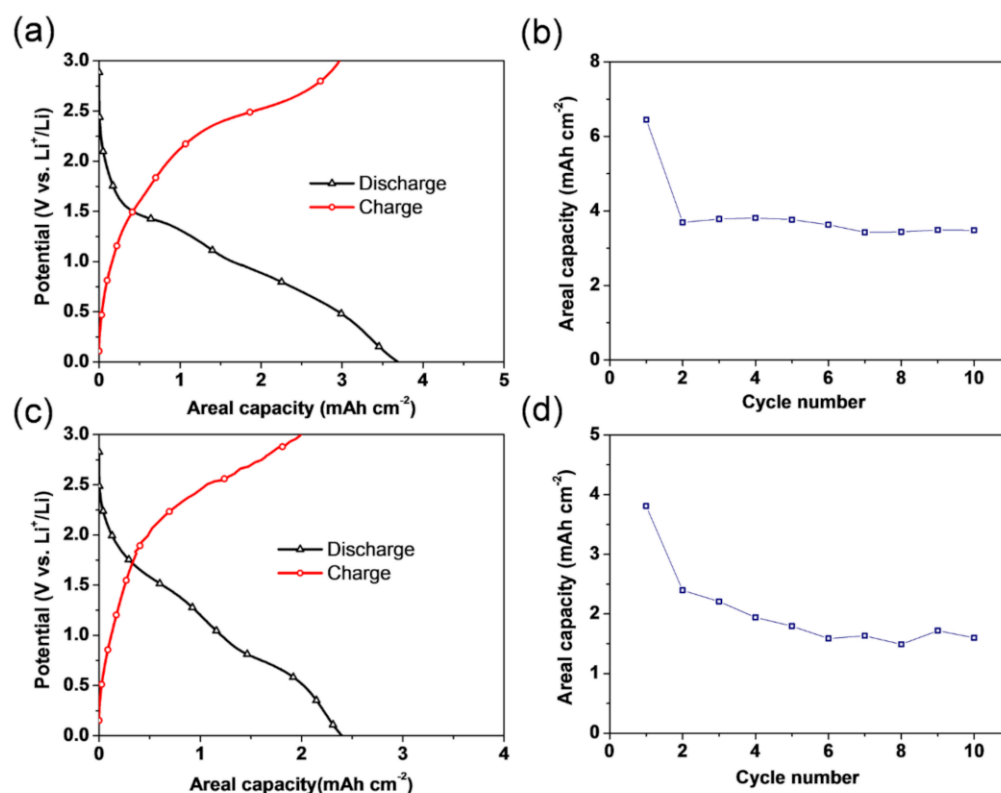 (a)
3.0
2.5
2.0
1.5
1.0
0.5
0.0
Potential (V vs. Li⁺/Li)
Discharge
Charge
0 1 2 3 4 5
Areal capacity (mAh cm⁻²)
(b)
8
6
4
2
0
Areal capacity (mAh cm⁻²)
0 2 4 6 8 10
Cycle number
(c)
3.0
2.5
2.0
1.5
1.0
0.5
0.0
Potential (V vs. Li⁺/Li)
Discharge
Charge
0 1 2 3 4
Areal capacity(mAh cm⁻²)
(d)
5
4
3
2
1
0
Areal capacity (mAh cm⁻²)
0 2 4 6 8 10
Cycle number